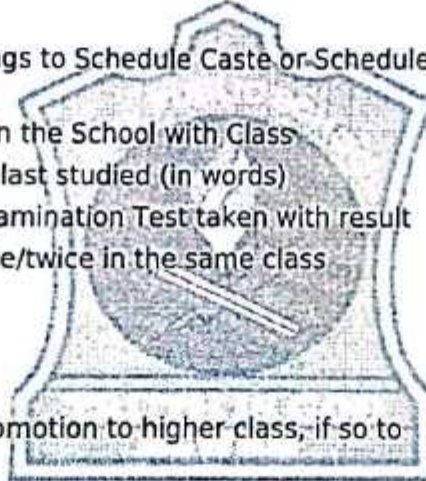 gs to Schedule Caste or Schedule
n the School with Class
last studied (in words)
amination Test taken with result
e/twice in the same class
omotion to higher class, if so to